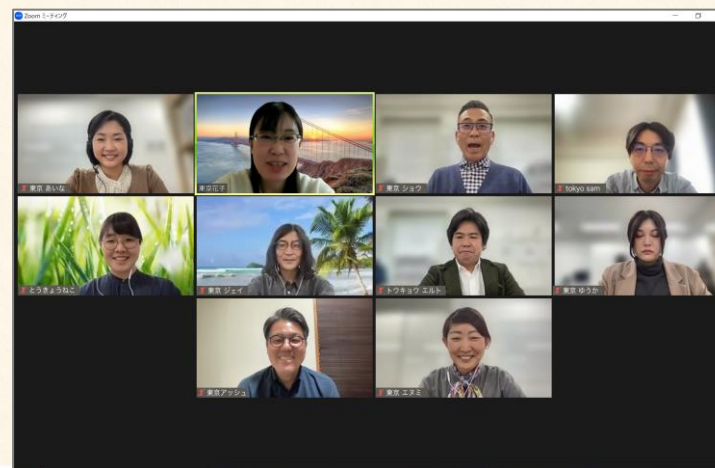 Zoom ミーティング
東京 あいな
東京花子
東京 ショウ
tokyo sam
とうきょうねこ
東京 ジェイ
トウキョウ エルト
東京 ゆうか
東京アッシュ
東京 エヌミ